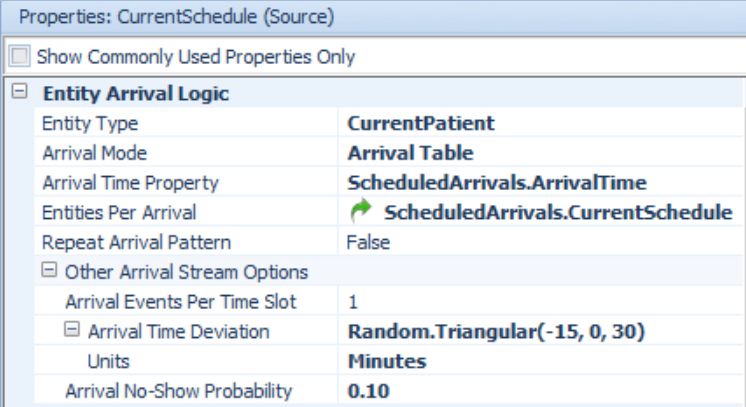 Properties: CurrentSchedule (Source)
Show Commonly Used Properties Only
Entity Arrival Logic
Entity Type CurrentPatient
Arrival Mode Arrival Table
Arrival Time Property ScheduledArrivals.ArrivalTime
Entities Per Arrival ScheduledArrivals.CurrentSchedule
Repeat Arrival Pattern False
Other Arrival Stream Options
Arrival Events Per Time Slot 1
Arrival Time Deviation Random.Triangular(-15, 0, 30)
Units Minutes
Arrival No-Show Probability 0.10